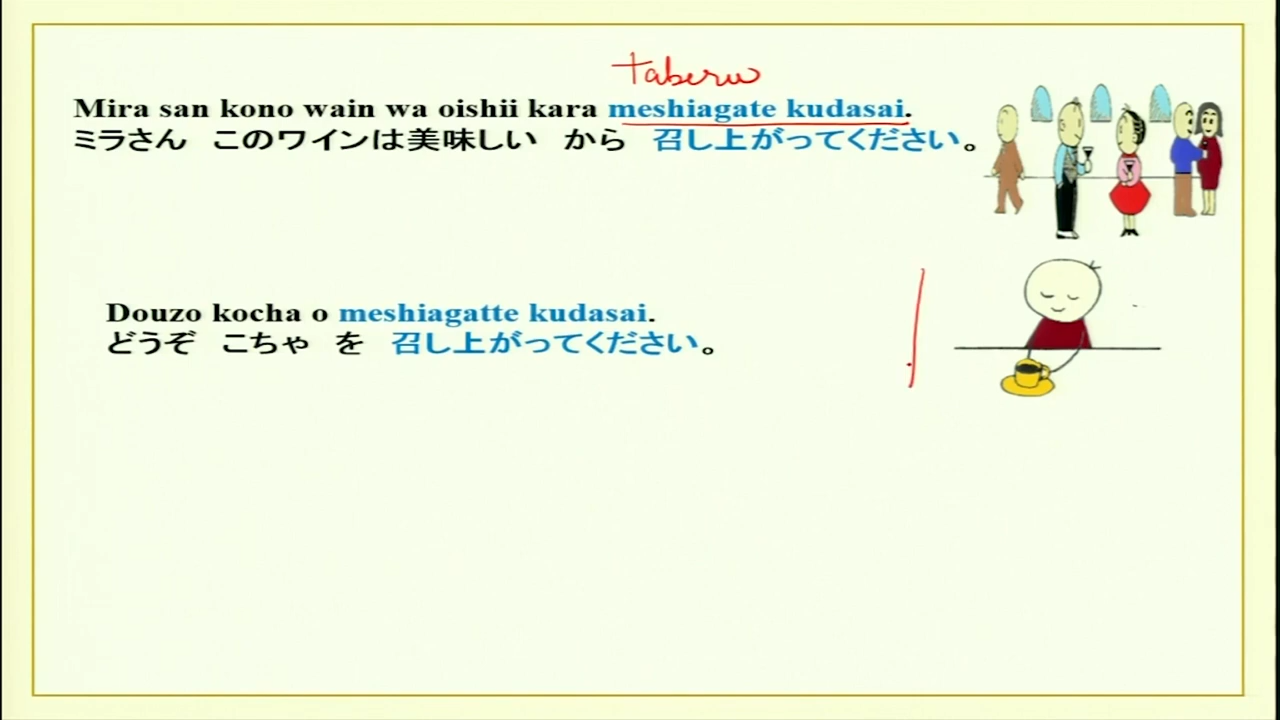 taberu
Mira san kono wain wa oishii kara meshiagate kudasai.
ミラさん このワインは美味しい から 召し上がってください。
Douzo kocha o meshiagatte kudasai.
どうぞ こちゃ を 召し上がってください。